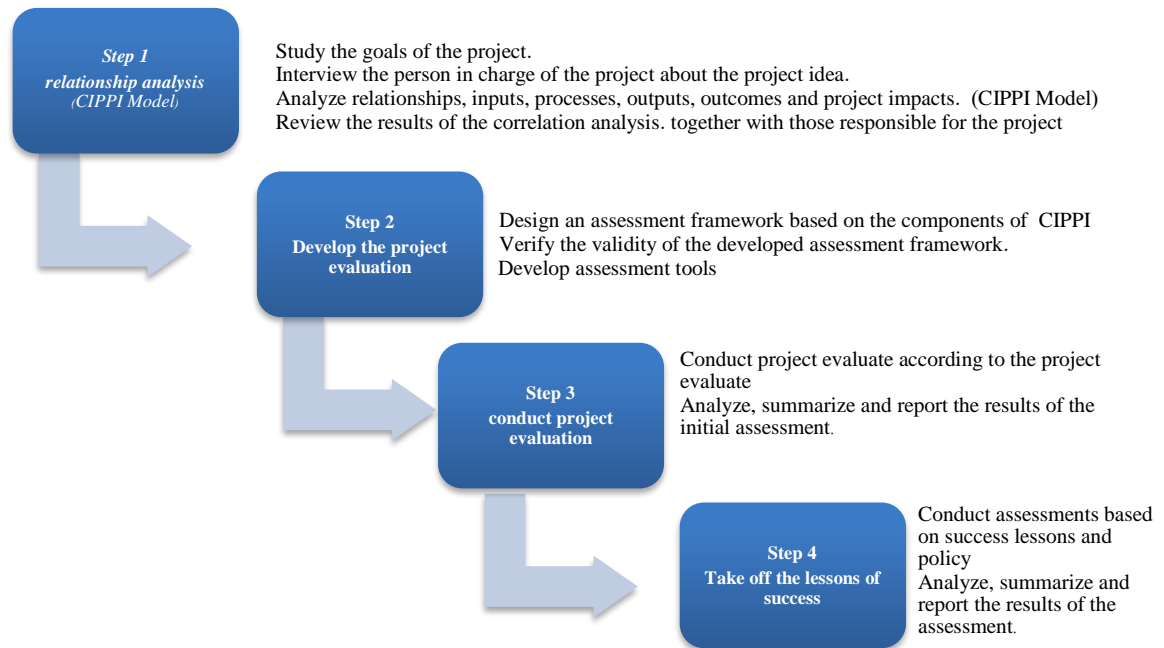 Step 1
relationship analysis
(CIPPI Model)
Study the goals of the project.
Interview the person in charge of the project about the project idea.
Analyze relationships, inputs, processes, outputs, outcomes and project impacts. (CIPPI Model)
Review the results of the correlation analysis. together with those responsible for the project
Step 2
Develop the project
evaluation
Design an assessment framework based on the components of CIPPI
Verify the validity of the developed assessment framework.
Develop assessment tools
Step 3
conduct project
evaluation
Conduct project evaluate according to the project
evaluate
Analyze, summarize and report the results of the
initial assessment.
Step 4
Take off the lessons of
success
Conduct assessments based
on success lessons and
policy
Analyze, summarize and
report the results of the
assessment.